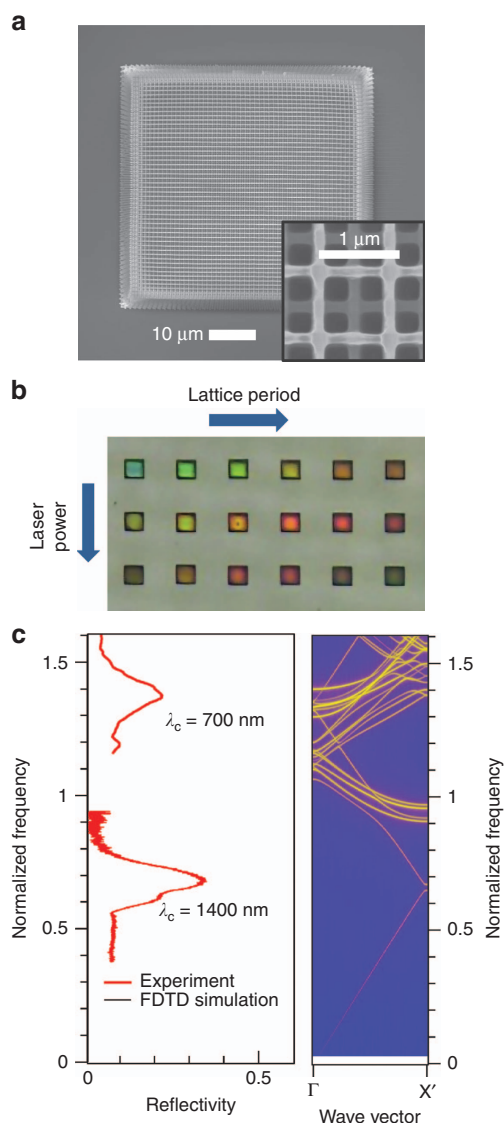 a
10 μm
1 μm
b
Lattice period
Laser power
c
1.5
1
0.5
0
Normalized frequency
λc = 700 nm
λc = 1400 nm
Experiment
FDTD simulation
0
0.5
Reflectivity
1.5
1
0.5
0
Normalized frequency
Γ
X′
Wave vector